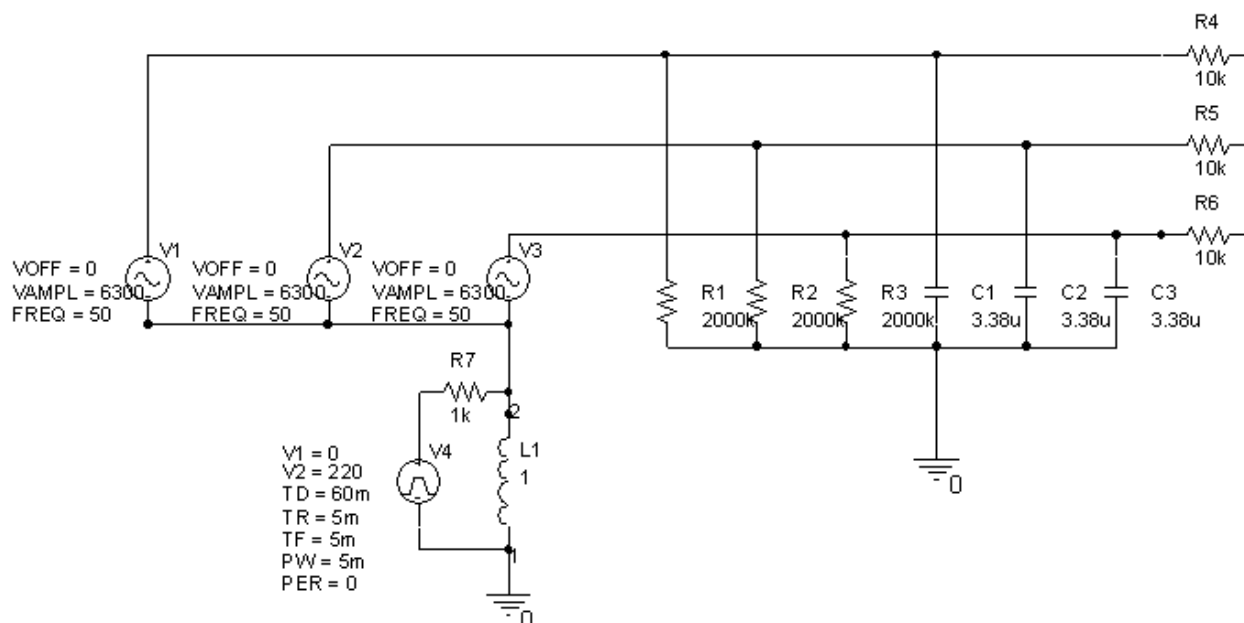 R4
10k
R5
10k
R6
10k
V1
VOFF = 0
VAMPL = 6300
FREQ = 50
V2
VOFF = 0
VAMPL = 6300
FREQ = 50
V3
VOFF = 0
VAMPL = 6300
FREQ = 50
R1
2000k
R2
2000k
R3
2000k
C1
3.38u
C2
3.38u
C3
3.38u
R7
1k
2
V4
V1 = 0
V2 = 220
TD = 60m
TR = 5m
TF = 5m
PW = 5m
PER = 0
L1
1
1
0
0